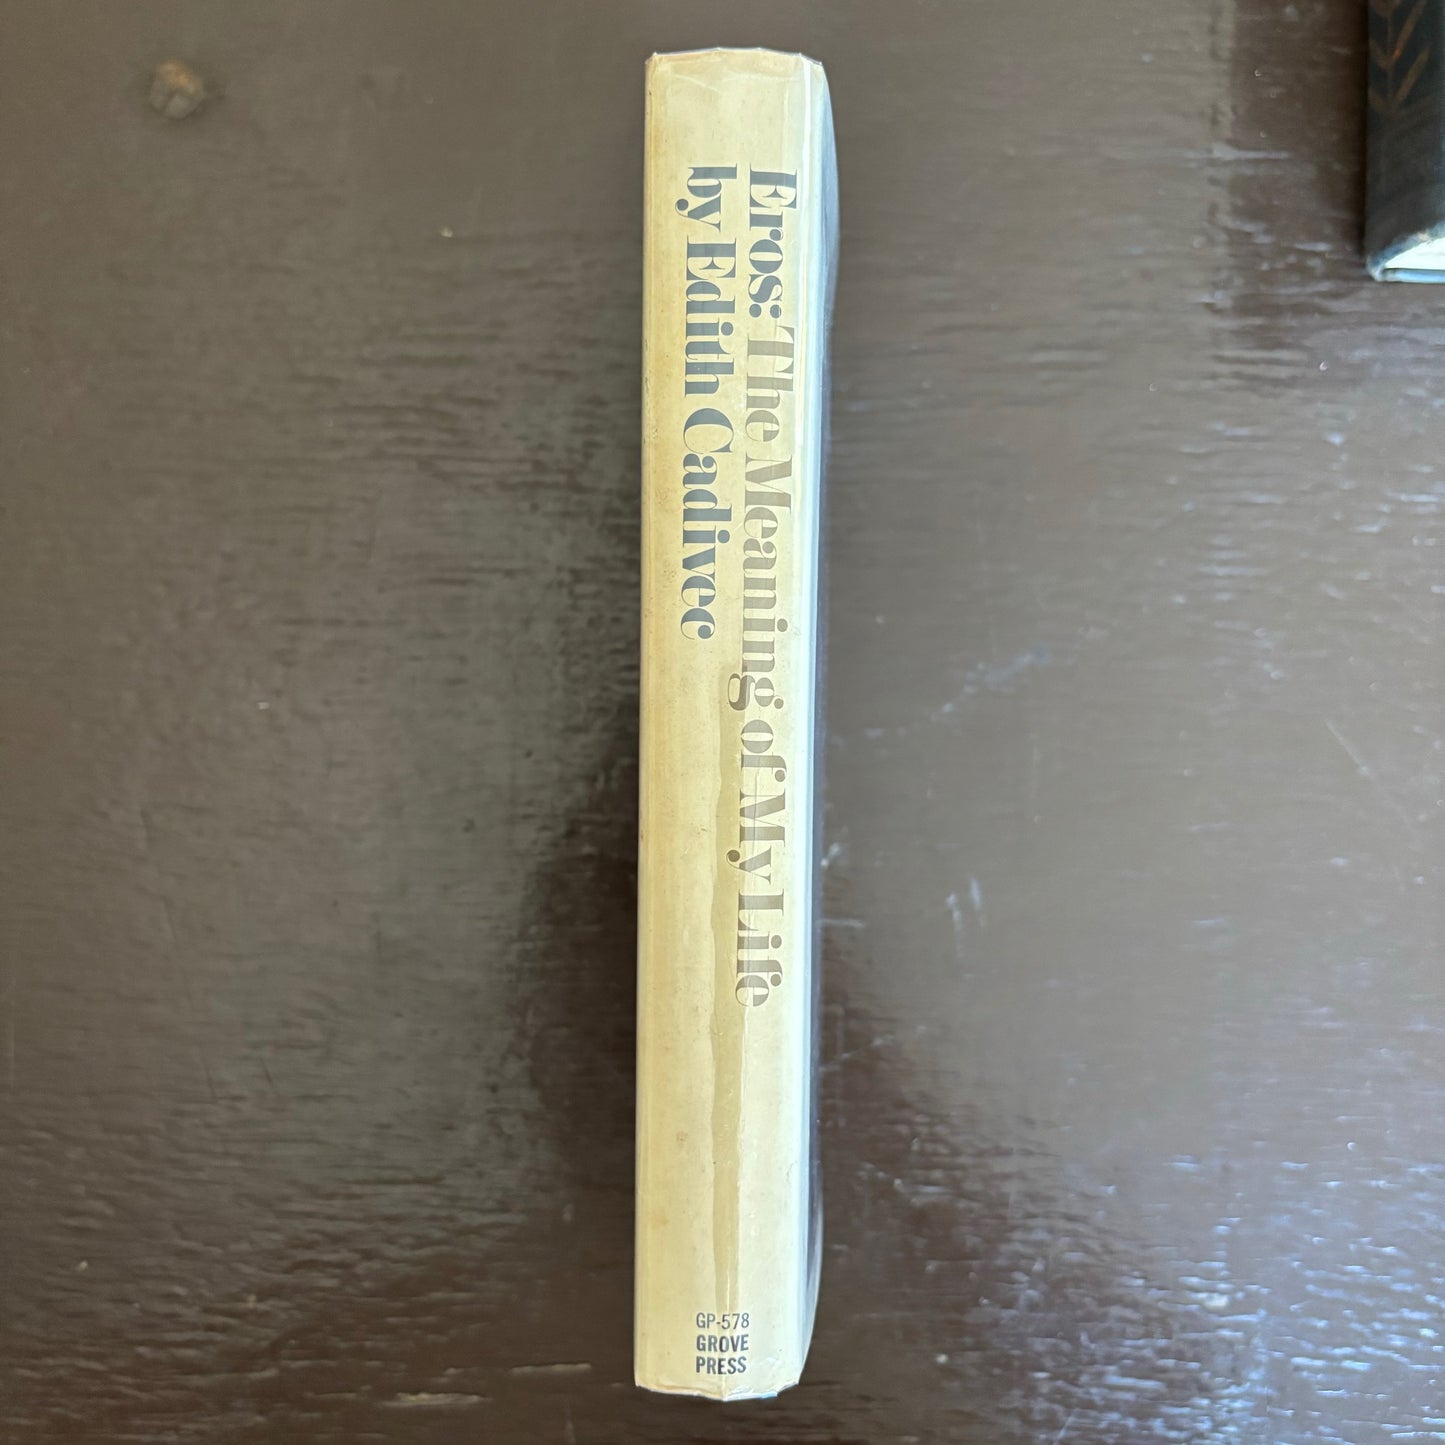 Eros: The Meaning of My Life
by Edith Cadivec
GP-578
GROVE
PRESS